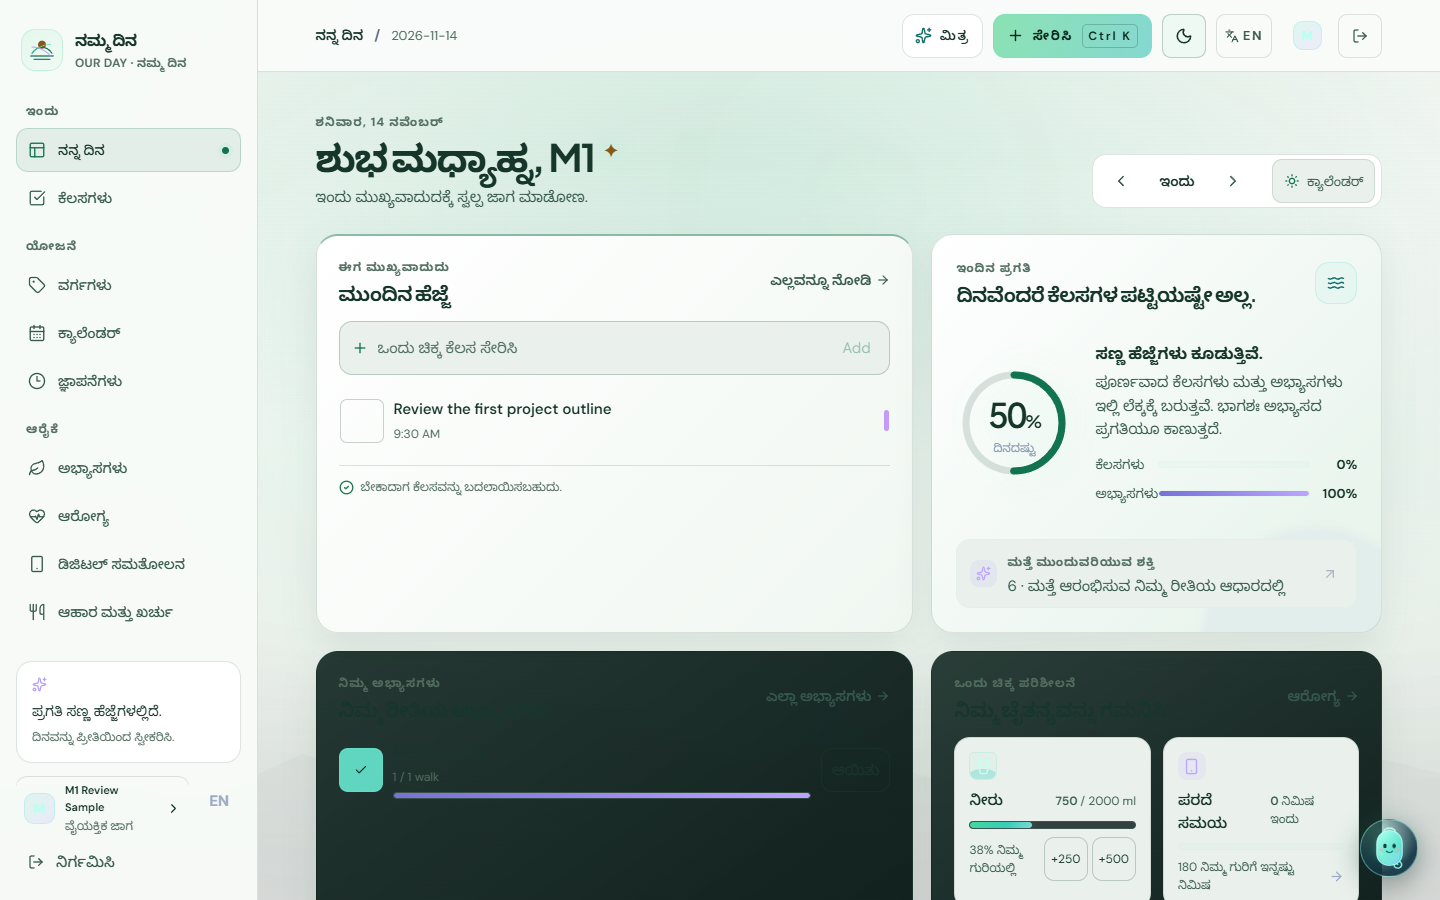 ನಮ್ಮ ದಿನ
OUR DAY · ನಮ್ಮ ದಿನ
ಇಂದು
ನನ್ನ ದಿನ
ಕೆಲಸಗಳು
ಯೋಜನೆ
ವರ್ಗಗಳು
ಕ್ಯಾಲೆಂಡರ್
ಜ್ಞಾಪನೆಗಳು
ಆರೈಕೆ
ಅಭ್ಯಾಸಗಳು
ಆರೋಗ್ಯ
ಡಿಜಿಟಲ್ ಸಮತೋಲನ
ಆಹಾರ ಮತ್ತು ಖರ್ಚು
ಪ್ರಗತಿ ಸಣ್ಣ ಹೆಜ್ಜೆಗಳಲ್ಲಿದೆ.
ದಿನವನ್ನು ಪ್ರೀತಿಯಿಂದ ಸ್ವೀಕರಿಸಿ.
M
M1 Review
Sample
ವೈಯಕ್ತಿಕ ಜಾಗ
EN
ನಿರ್ಗಮಿಸಿ
ನನ್ನ ದಿನ / 2026-11-14
ಮಿತ್ರ
ಸೇರಿಸಿ Ctrl K
EN
M
ಶನಿವಾರ, 14 ನವೆಂಬರ್
ಶುಭ ಮಧ್ಯಾಹ್ನ, M1
ಇಂದು ಮುಖ್ಯವಾದುದಕ್ಕೆ ಸ್ವಲ್ಪ ಜಾಗ ಮಾಡೋಣ.
ಇಂದು
ಕ್ಯಾಲೆಂಡರ್
ಈಗ ಮುಖ್ಯವಾದುದು
ಮುಂದಿನ ಹೆಜ್ಜೆ
ಎಲ್ಲವನ್ನೂ ನೋಡಿ
ಒಂದು ಚಿಕ್ಕ ಕೆಲಸ ಸೇರಿಸಿ
Add
Review the first project outline
9:30 AM
ಬೇಕಾದಾಗ ಕೆಲಸವನ್ನು ಬದಲಾಯಿಸಬಹುದು.
ಇಂದಿನ ಪ್ರಗತಿ
ದಿನವೆಂದರೆ ಕೆಲಸಗಳ ಪಟ್ಟಿಯಷ್ಟೇ ಅಲ್ಲ.
50%
ದಿನದಷ್ಟು
ಸಣ್ಣ ಹೆಜ್ಜೆಗಳು ಕೂಡುತ್ತಿವೆ.
ಪೂರ್ಣವಾದ ಕೆಲಸಗಳು ಮತ್ತು ಅಭ್ಯಾಸಗಳು
ಇಲ್ಲಿ ಲೆಕ್ಕಕ್ಕೆ ಬರುತ್ತವೆ. ಭಾಗಶಃ ಅಭ್ಯಾಸದ
ಪ್ರಗತಿಯೂ ಕಾಣುತ್ತದೆ.
ಕೆಲಸಗಳು 0%
ಅಭ್ಯಾಸಗಳು 100%
ಮತ್ತೆ ಮುಂದುವರಿಯುವ ಶಕ್ತಿ
6 · ಮತ್ತೆ ಆರಂಭಿಸುವ ನಿಮ್ಮ ರೀತಿಯ ಆಧಾರದಲ್ಲಿ
ನಿಮ್ಮ ಅಭ್ಯಾಸಗಳು
ನಿಮ್ಮ ರೀತಿಯ
ಎಲ್ಲಾ ಅಭ್ಯಾಸಗಳು
1 / 1 walk
ಆಯಿತು
ಒಂದು ಚಿಕ್ಕ ಪರಿಶೀಲನೆ
ನಿಮ್ಮ ಚೈತನ್ಯವನ್ನು ಗಮನಿಸಿ
ಆರೋಗ್ಯ
ನೀರು
750 / 2000 ml
38% ನಿಮ್ಮ
ಗುರಿಯಲ್ಲಿ
+250
+500
ಪರದೆ
ಸಮಯ
0 ನಿಮಿಷ
ಇಂದು
180 ನಿಮ್ಮ ಗುರಿಗೆ ಇನ್ನಷ್ಟು
ನಿಮಿಷ